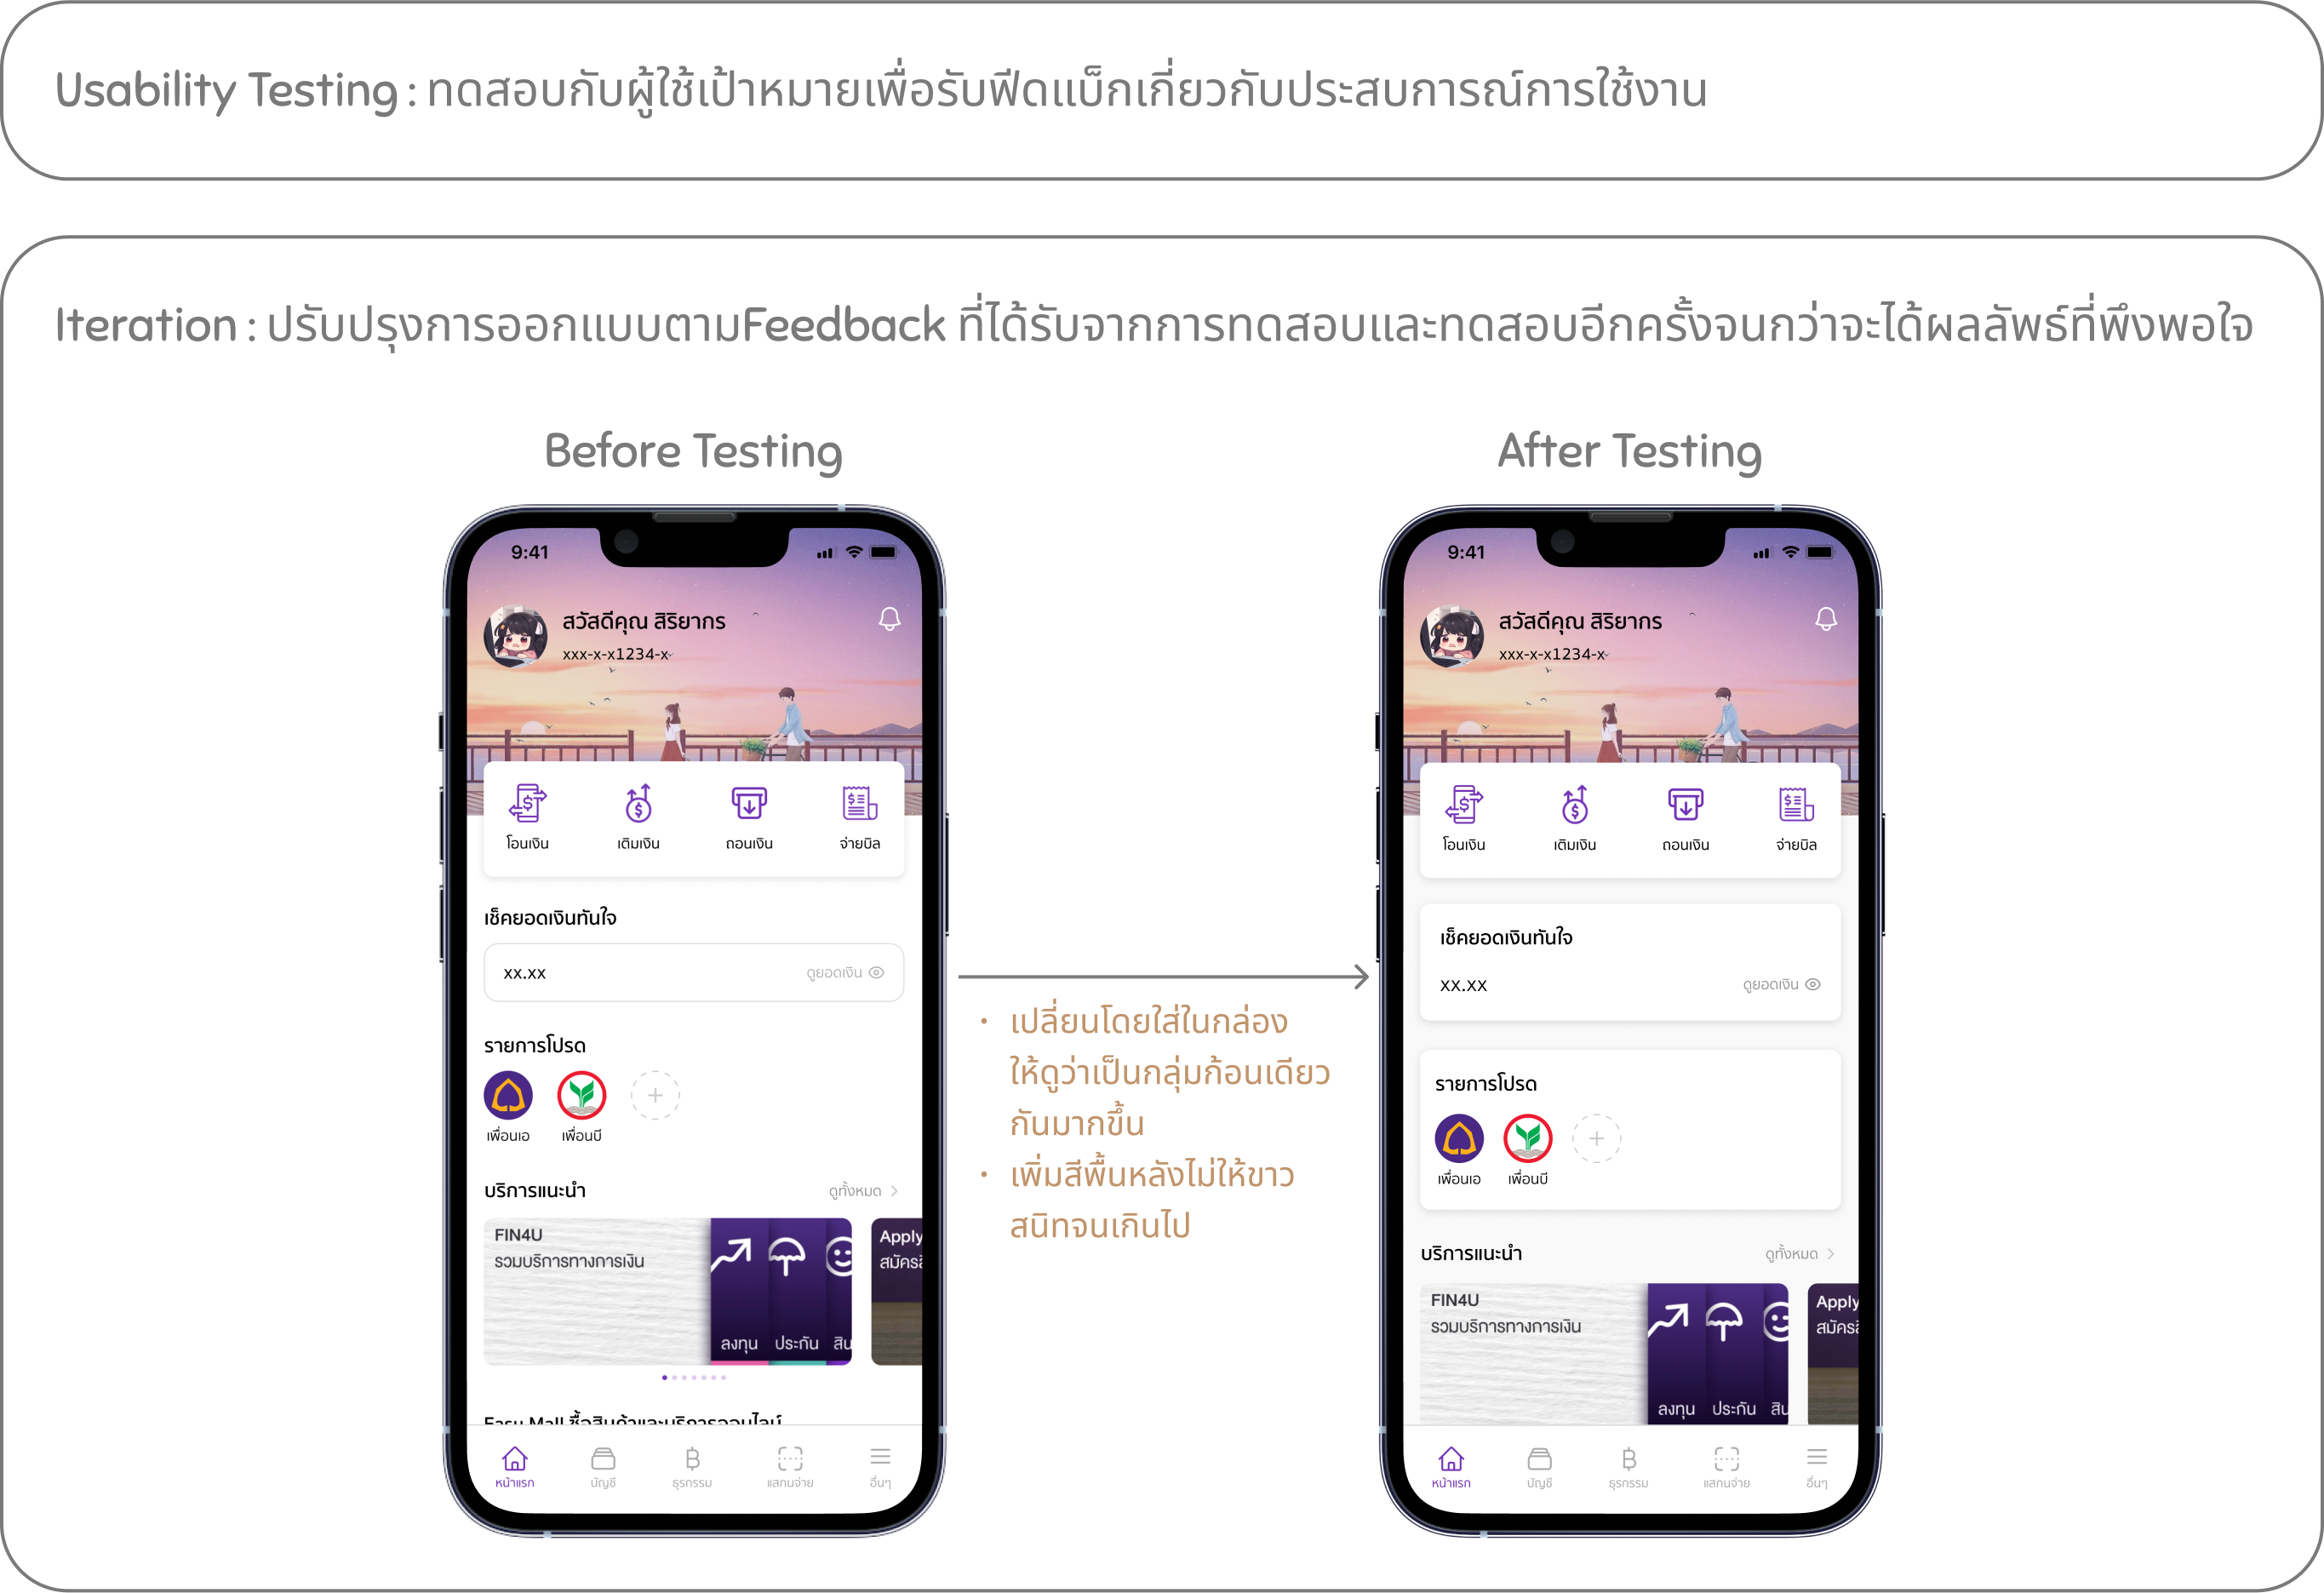 Usability Testing : ทดสอบกับผู้ใช้เป้าหมายเพื่อรับฟีดแบ็กเกี่ยวกับประสบการณ์การใช้งาน
Iteration : ปรับปรุงการออกแบบตามFeedback ที่ได้รับจากการทดสอบและทดสอบอีกครั้งจนกว่าจะได้ผลลัพธ์ที่พึงพอใจ
Before Testing
9:41
สวัสดีคุณ สิริยากร
xxx-x-x1234-x
โอนเงิน เติมเงิน ถอนเงิน จ่ายบิล
เช็คยอดเงินทันใจ
xx.xx ดูยอดเงิน
รายการโปรด
เพื่อนเอ เพื่อนบี
บริการแนะนำ ดูทั้งหมด
FIN4U Apply
รวมบริการทางการเงิน สมัครสิ
ลงทุน ประกัน สิน
Easy Mall ซื้อสินค้าและบริการออนไลน์
หน้าแรก บัญชี ธุรกรรม แสกนจ่าย อื่นๆ
• เปลี่ยนโดยใส่ในกล่อง
ให้ดูว่าเป็นกลุ่มก้อนเดียว
กันมากขึ้น
• เพิ่มสีพื้นหลังไม่ให้ขาว
สนิทจนเกินไป
After Testing
9:41
สวัสดีคุณ สิริยากร
xxx-x-x1234-x
โอนเงิน เติมเงิน ถอนเงิน จ่ายบิล
เช็คยอดเงินทันใจ
xx.xx ดูยอดเงิน
รายการโปรด
เพื่อนเอ เพื่อนบี
บริการแนะนำ ดูทั้งหมด
FIN4U Apply
รวมบริการทางการเงิน สมัครสิ
ลงทุน ประกัน สิน
หน้าแรก บัญชี ธุรกรรม แสกนจ่าย อื่นๆ